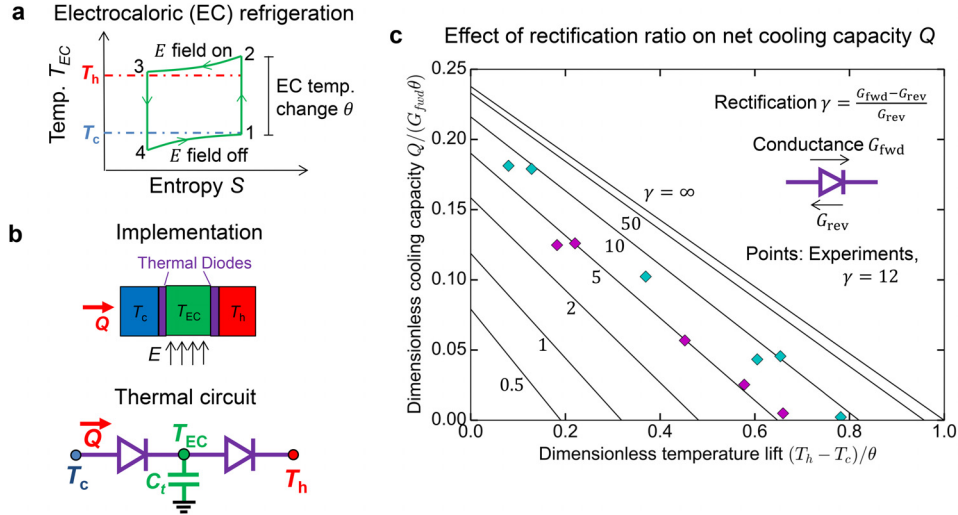 a Electrocaloric (EC) refrigeration
Temp. T_EC
T_h
T_c
E field on
E field off
1
2
3
4
EC temp.
change θ
Entropy S
b
Implementation
Thermal Diodes
Q
T_c
T_EC
T_h
E
Thermal circuit
Q
T_EC
T_c
C_t
T_h
c Effect of rectification ratio on net cooling capacity Q
Dimensionless cooling capacity Q/(G_fwd θ)
0.25
0.20
0.15
0.10
0.05
0.00
0.0 0.2 0.4 0.6 0.8 1.0
Dimensionless temperature lift (T_h − T_c)/θ
γ = ∞
50
10
5
2
1
0.5
Rectification γ = (G_fwd−G_rev)/G_rev
Conductance G_fwd
G_rev
Points: Experiments,
γ = 12